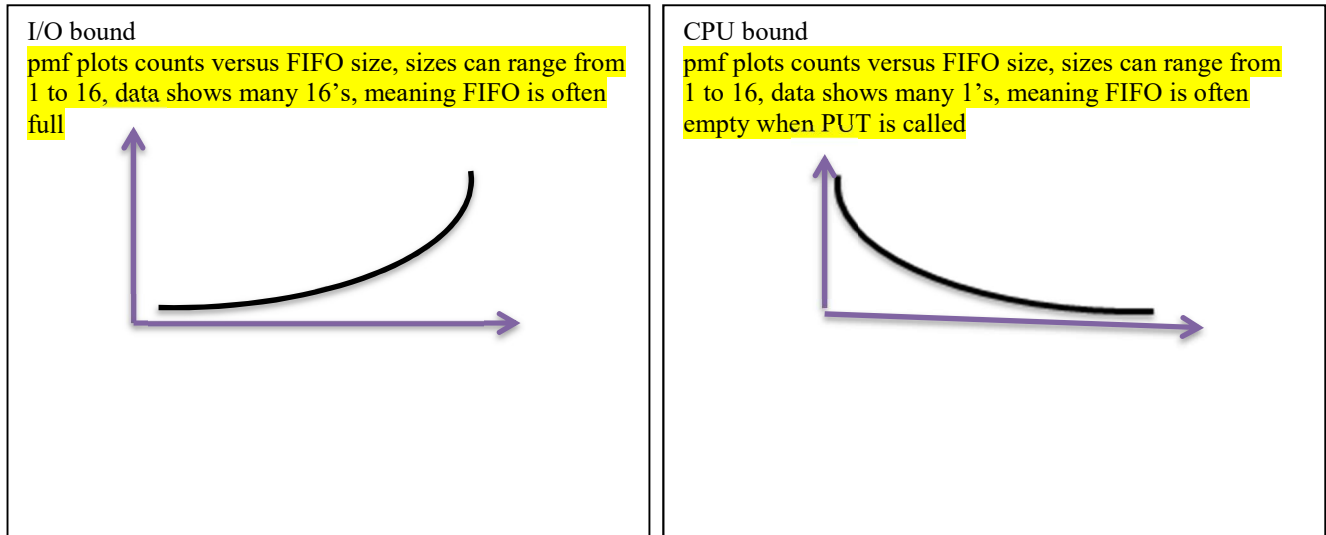 I/O bound
pmf plots counts versus FIFO size, sizes can range from
1 to 16, data shows many 16’s, meaning FIFO is often
full
CPU bound
pmf plots counts versus FIFO size, sizes can range from
1 to 16, data shows many 1’s, meaning FIFO is often
empty when PUT is called